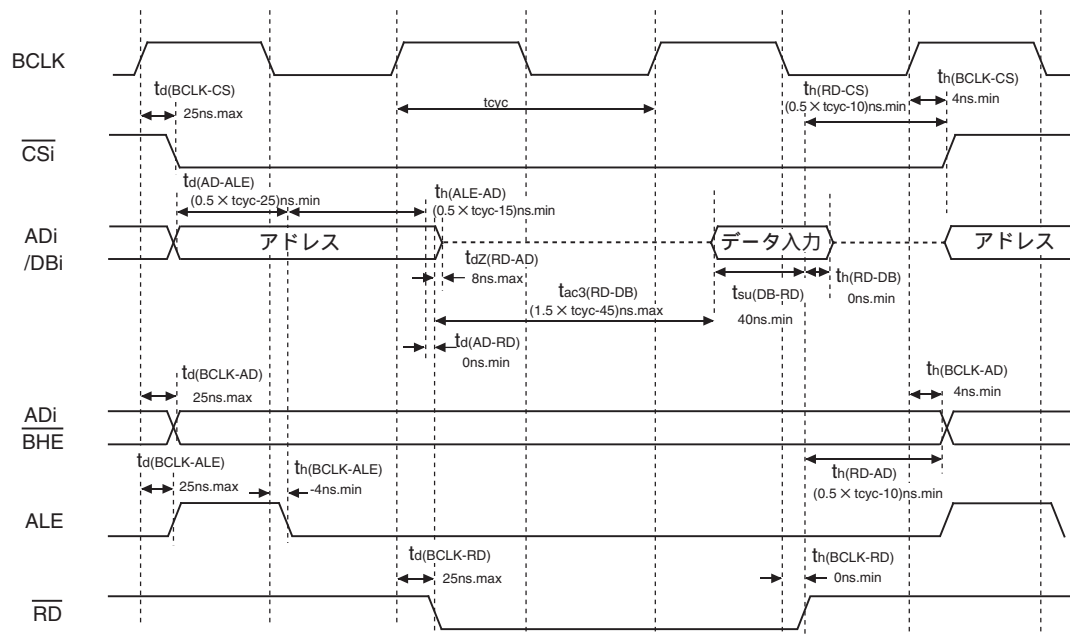 BCLK
td(BCLK-CS)
25ns.max
tcyc
th(RD-CS)
(0.5 × tcyc-10)ns.min
th(BCLK-CS)
4ns.min
CSi
td(AD-ALE)
(0.5 × tcyc-25)ns.min
th(ALE-AD)
(0.5 × tcyc-15)ns.min
ADi
/DBi
アドレス
データ入力
アドレス
tdZ(RD-AD)
8ns.max
tac3(RD-DB)
(1.5 × tcyc-45)ns.max
tsu(DB-RD)
40ns.min
th(RD-DB)
0ns.min
td(AD-RD)
0ns.min
td(BCLK-AD)
25ns.max
th(BCLK-AD)
4ns.min
ADi
BHE
td(BCLK-ALE)
25ns.max
th(BCLK-ALE)
-4ns.min
th(RD-AD)
(0.5 × tcyc-10)ns.min
ALE
td(BCLK-RD)
25ns.max
th(BCLK-RD)
0ns.min
RD